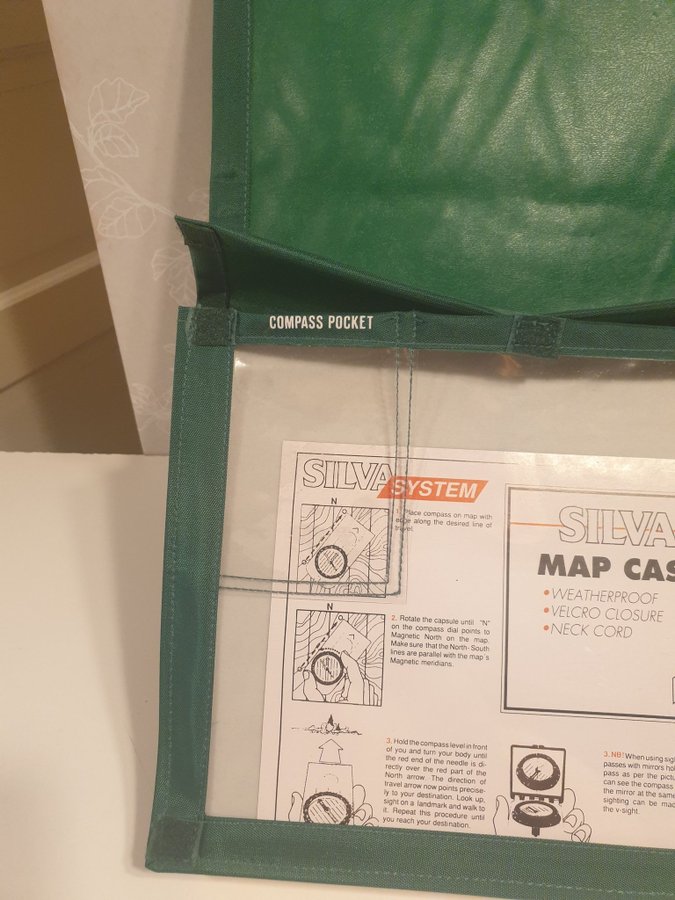 COMPASS POCKET
SILVA SYSTEM
N
1. Place compass on map with
edge along the desired line of
travel.
N
2. Rotate the capsule until "N"
on the compass dial points to
Magnetic North on the map.
Make sure that the North-South
lines are parallel with the map's
Magnetic meridians.
3. Hold the compass level in front
of you and turn your body until
the red end of the needle is di-
rectly over the red part of the
North arrow. The direction of
travel arrow now points precise-
ly to your destination. Look up,
sight on a landmark and walk to
it. Repeat this procedure until
you reach your destination.
SILVA
MAP CAS
•WEATHERPROOF
•VELCRO CLOSURE
•NECK CORD
3. NB! When using sig
passes with mirrors hol
pass as per the pictu
can see the compass
the mirror at the same
sighting can be mad
the v-sight.